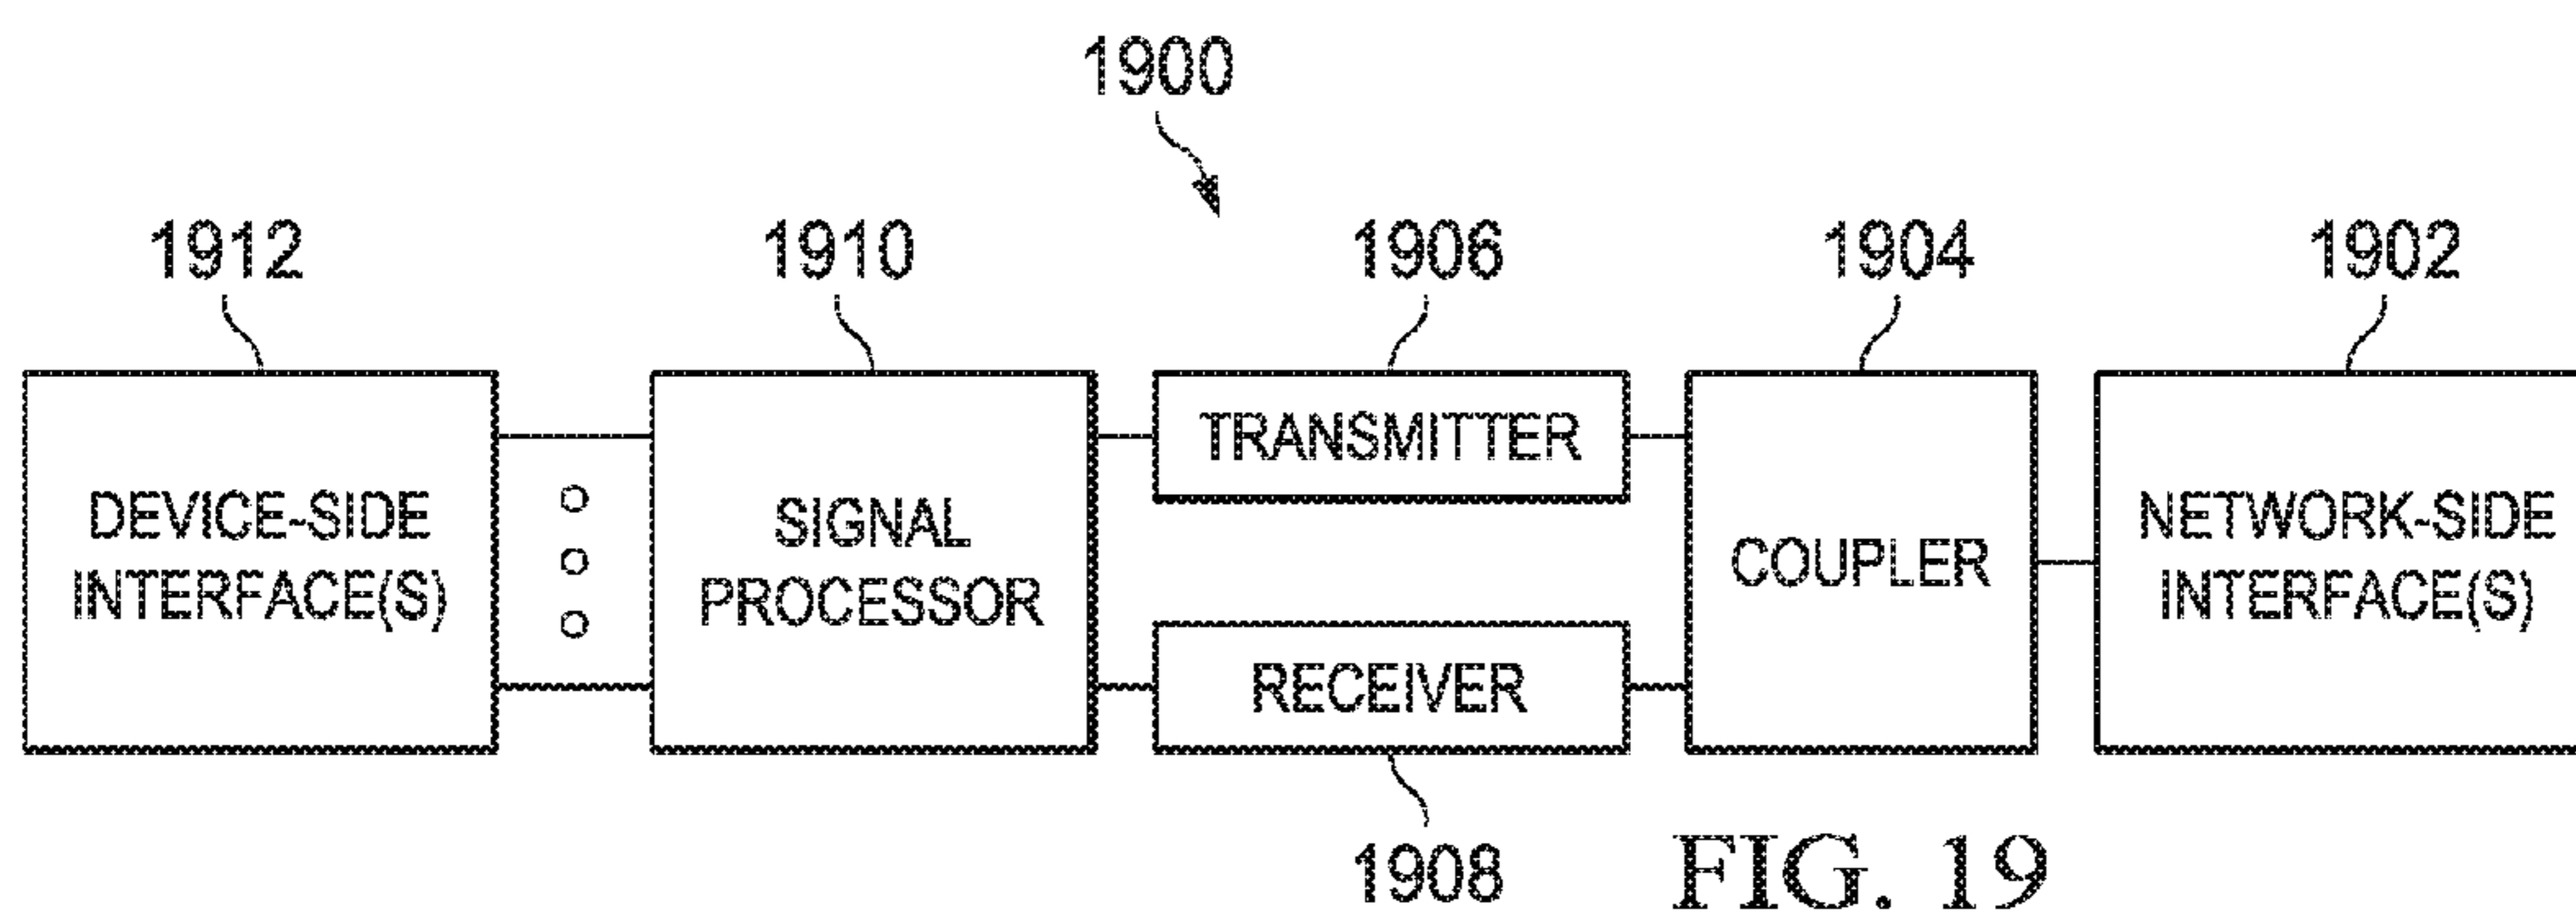 1900
1912
1910
1906
1904
1902
DEVICE-SIDE
INTERFACE(S)
SIGNAL
PROCESSOR
TRANSMITTER
RECEIVER
COUPLER
NETWORK-SIDE
INTERFACE(S)
1908
FIG. 19